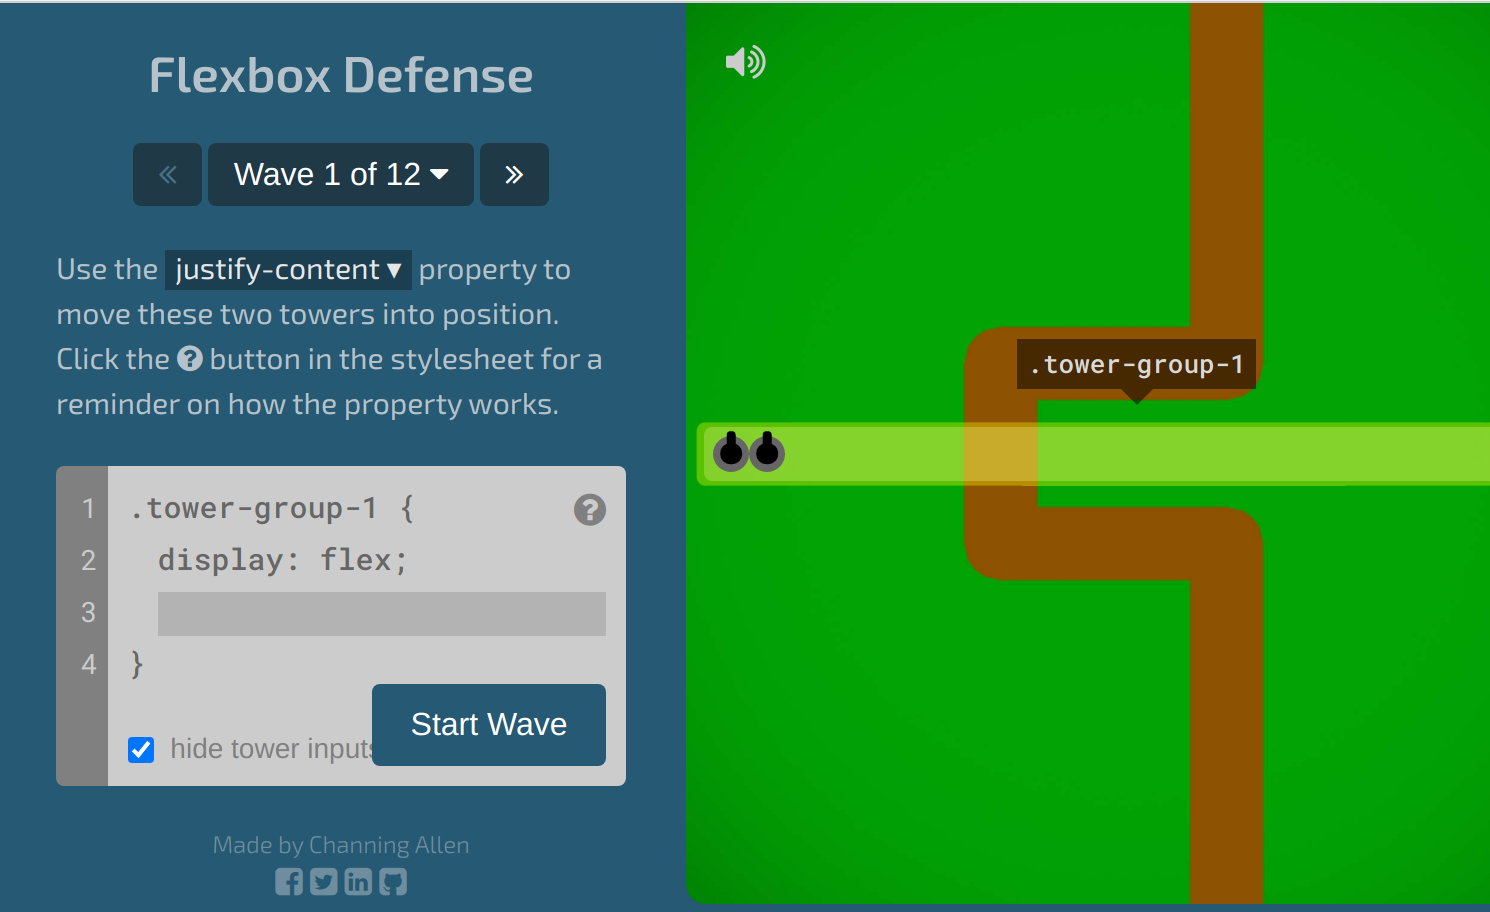 Flexbox Defense
« Wave 1 of 12 ▾ »
Use the justify-content ▾ property to
move these two towers into position.
Click the ? button in the stylesheet for a
reminder on how the property works.
1 .tower-group-1 { ?
2 display: flex;
3
4 }
hide tower inputs
Start Wave
Made by Channing Allen
.tower-group-1